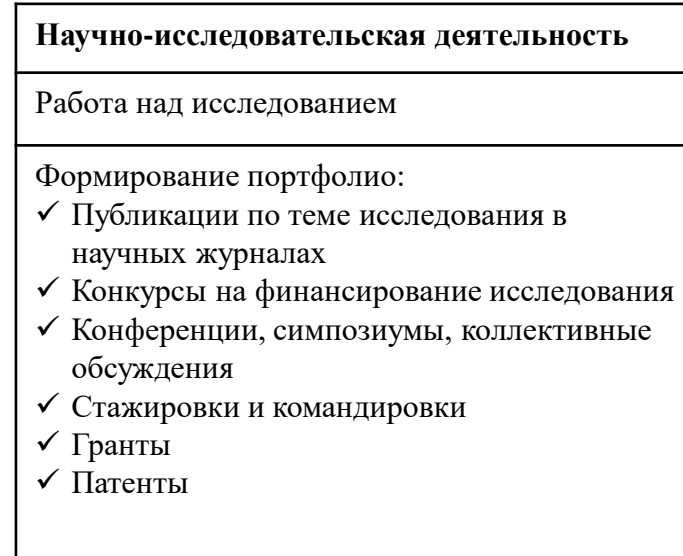 Научно-исследовательская деятельность
Работа над исследованием
Формирование портфолио:
✓ Публикации по теме исследования в
научных журналах
✓ Конкурсы на финансирование исследования
✓ Конференции, симпозиумы, коллективные
обсуждения
✓ Стажировки и командировки
✓ Гранты
✓ Патенты